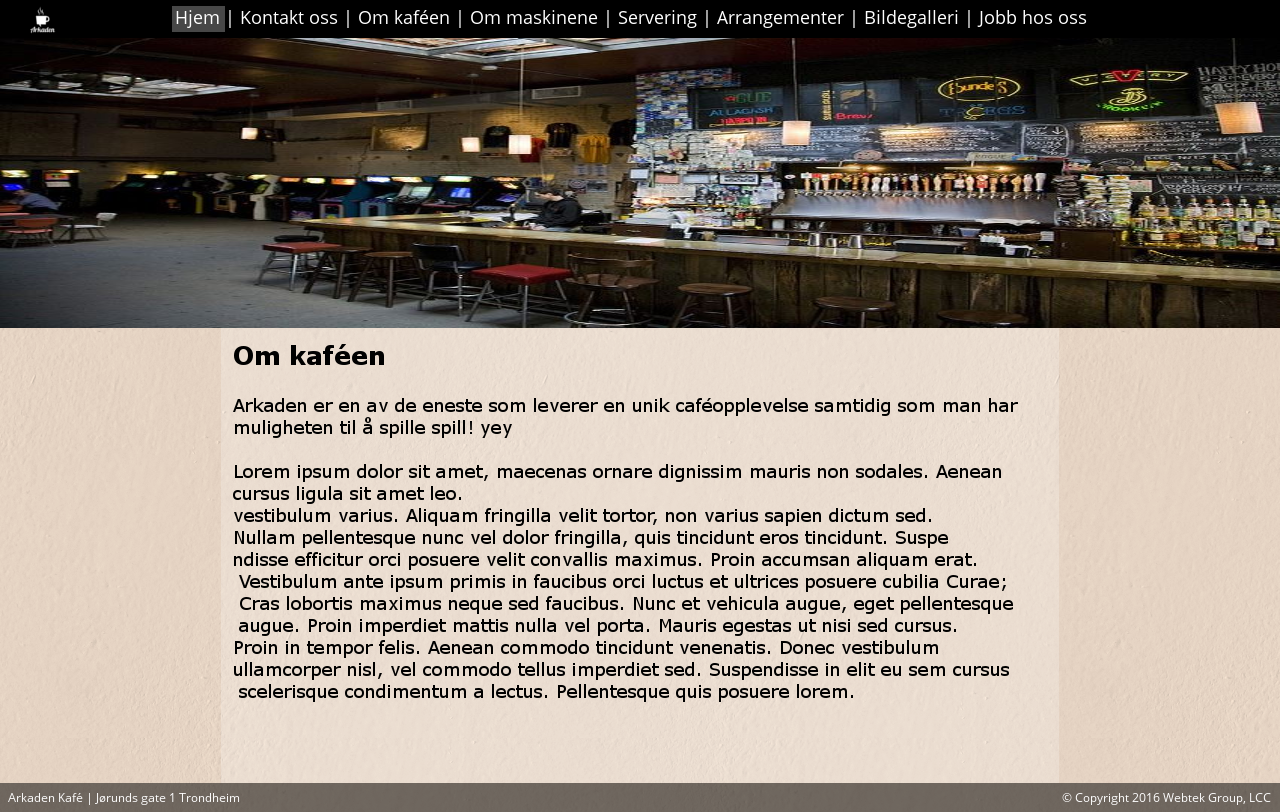 Arkaden
Hjem | Kontakt oss | Om kaféen | Om maskinene | Servering | Arrangementer | Bildegalleri | Jobb hos oss
ALLAGASH
Founders
VICTORY
HAPPY HOU
BROOKLYN
Om kaféen
Arkaden er en av de eneste som leverer en unik caféopplevelse samtidig som man har
muligheten til å spille spill! yey
Lorem ipsum dolor sit amet, maecenas ornare dignissim mauris non sodales. Aenean
cursus ligula sit amet leo.
vestibulum varius. Aliquam fringilla velit tortor, non varius sapien dictum sed.
Nullam pellentesque nunc vel dolor fringilla, quis tincidunt eros tincidunt. Suspe
ndisse efficitur orci posuere velit convallis maximus. Proin accumsan aliquam erat.
Vestibulum ante ipsum primis in faucibus orci luctus et ultrices posuere cubilia Curae;
Cras lobortis maximus neque sed faucibus. Nunc et vehicula augue, eget pellentesque
augue. Proin imperdiet mattis nulla vel porta. Mauris egestas ut nisi sed cursus.
Proin in tempor felis. Aenean commodo tincidunt venenatis. Donec vestibulum
ullamcorper nisl, vel commodo tellus imperdiet sed. Suspendisse in elit eu sem cursus
scelerisque condimentum a lectus. Pellentesque quis posuere lorem.
Arkaden Kafé | Jørunds gate 1 Trondheim
© Copyright 2016 Webtek Group, LCC